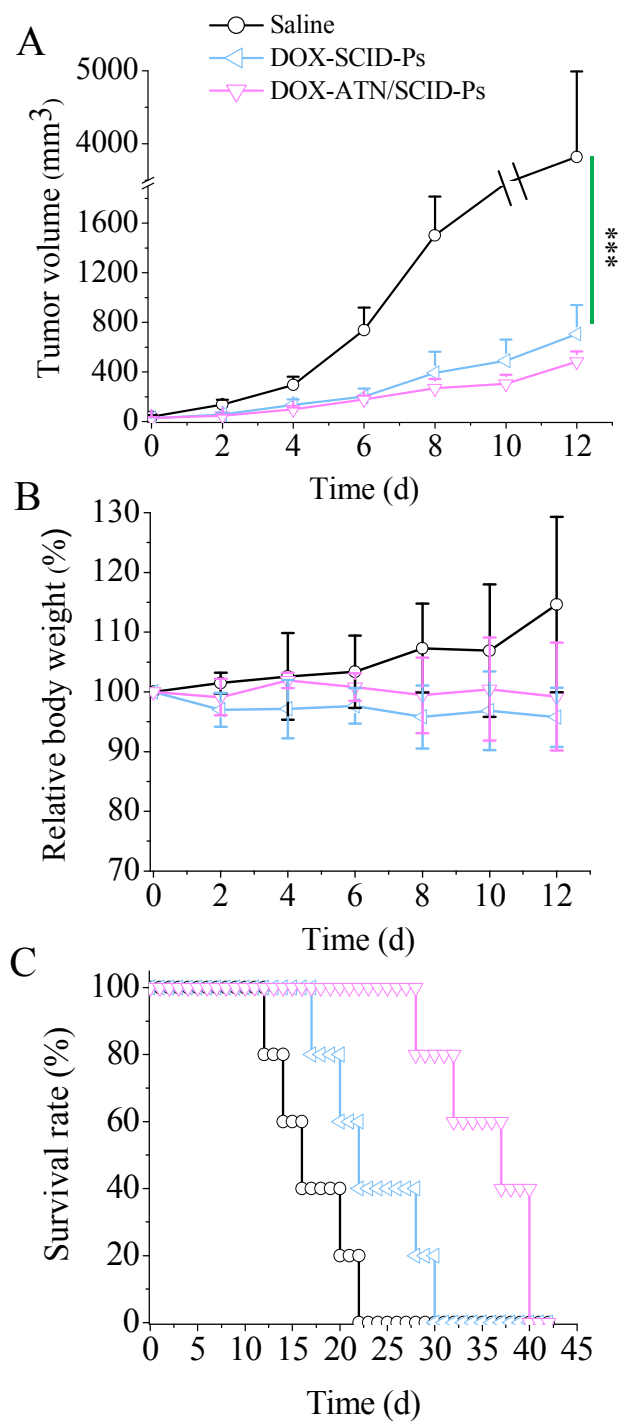 A
Saline
DOX-SCID-Ps
DOX-ATN/SCID-Ps
Tumor volume (mm³)
5000
4000
1600
1200
800
400
0
***
0 2 4 6 8 10 12
Time (d)
B
Relative body weight (%)
130
120
110
100
90
80
70
0 2 4 6 8 10 12
Time (d)
C
Survival rate (%)
100
80
60
40
20
0
0 5 10 15 20 25 30 35 40 45
Time (d)